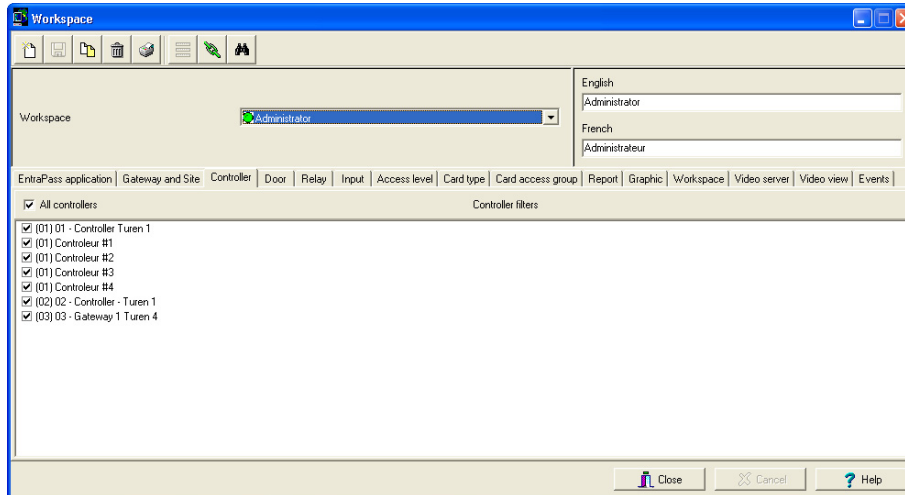 Workspace
English
Administrator
Workspace
Administrator
French
Administrateur
EntraPass application Gateway and Site Controller Door Relay Input Access level Card type Card access group Report Graphic Workspace Video server Video view Events
All controllers Controller filters
(01) 01 - Controller Turen 1
(01) Controleur #1
(01) Controleur #2
(01) Controleur #3
(01) Controleur #4
(02) 02 - Controller - Turen 1
(03) 03 - Gateway 1 Turen 4
Close Cancel ? Help